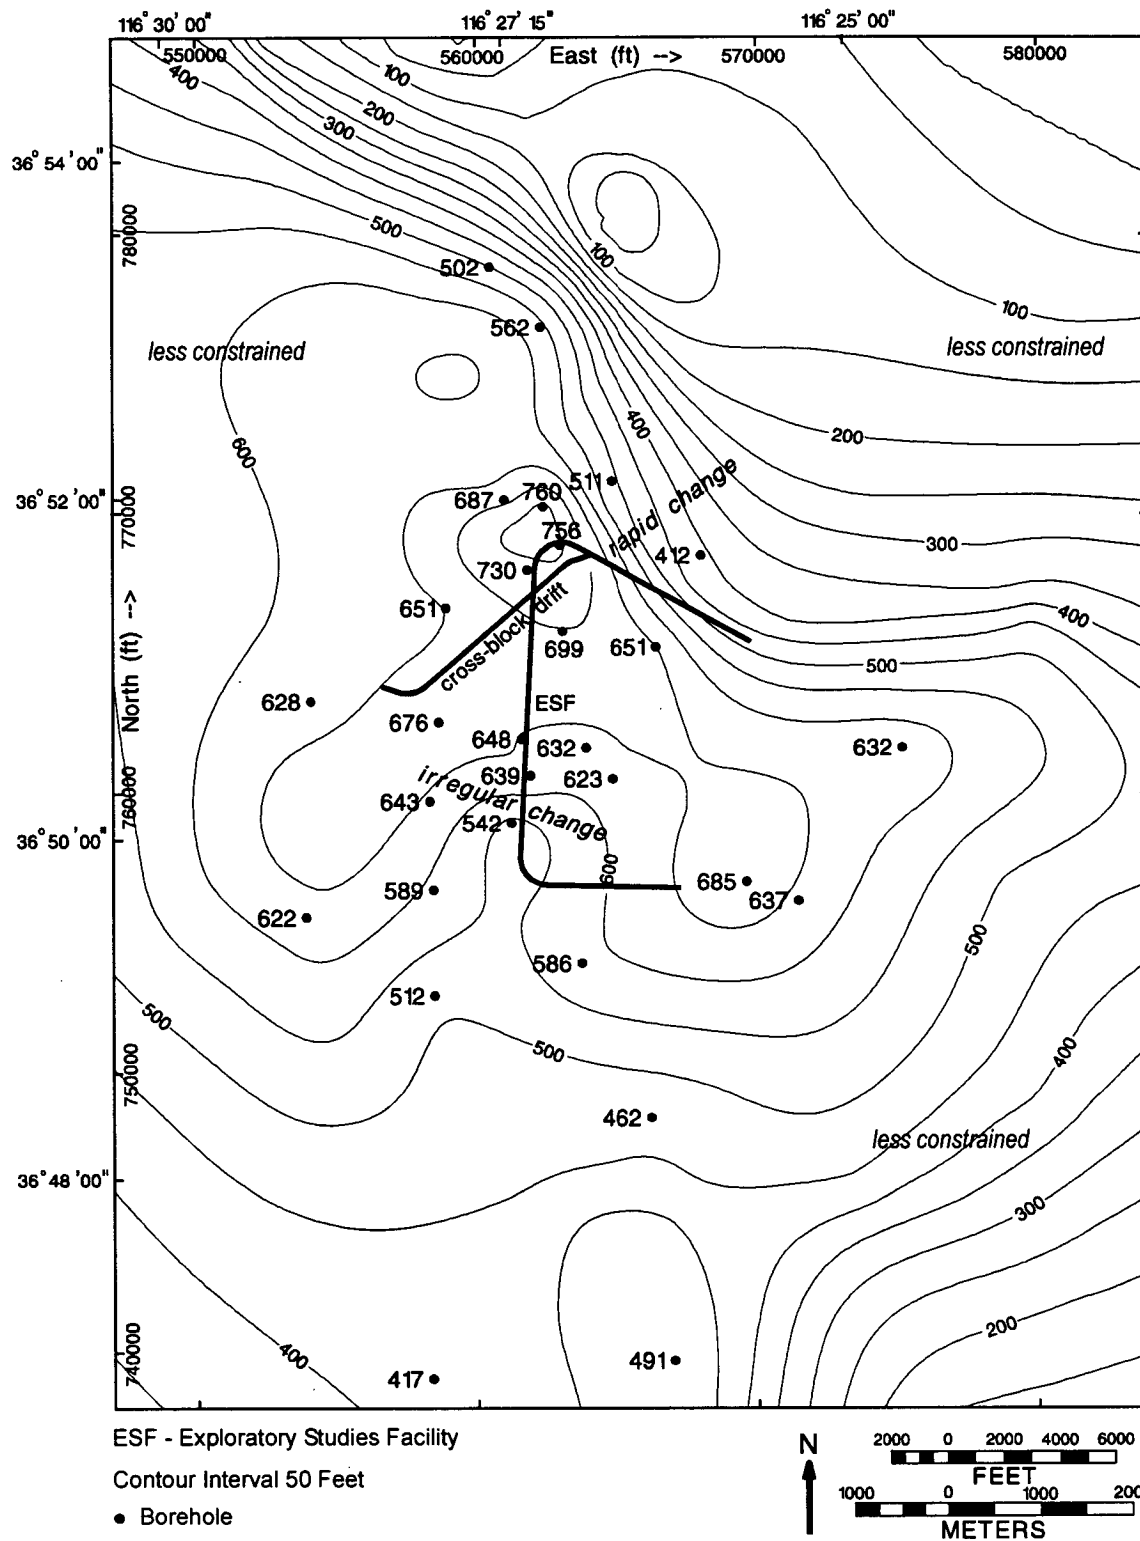 116° 30' 00" 116° 27' 15" 116° 25' 00"
550000 560000 East (ft) --> 570000 580000
400
100
200
300
36° 54' 00"
780000
500
100
502
100
562
less constrained
less constrained
400
200
600
511
rapid change
36° 52' 00"
770000
687
760
756
300
412
730
400
651
cross-block drift
699
651
500
North (ft) -->
628
ESF
676
648
632
632
639
623
irregular change
760000
643
542
36° 50' 00"
600
589
685
637
622
500
586
512
500
500
400
750000
462
less constrained
36° 48' 00"
300
200
740000
400
491
417
ESF - Exploratory Studies Facility
Contour Interval 50 Feet
Borehole
N
2000 0 2000 4000 6000
FEET
1000 0 1000 200
METERS